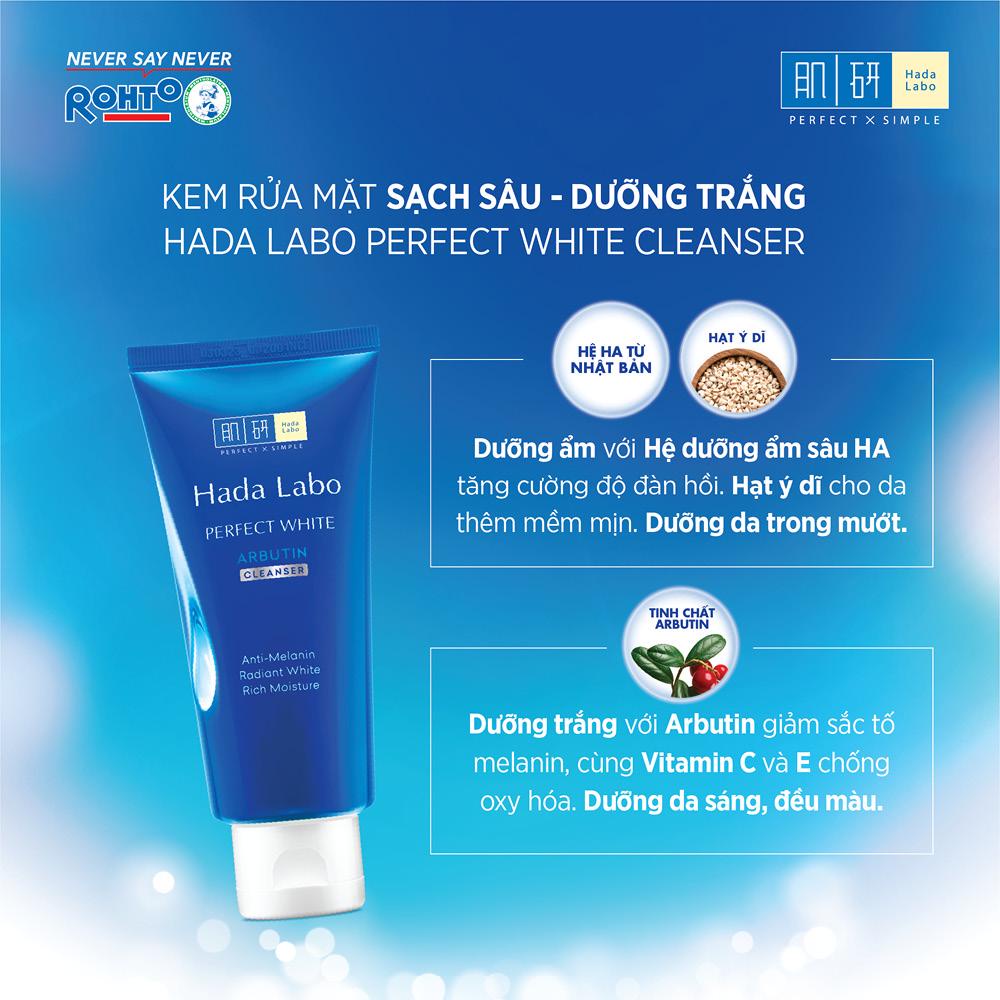 NEVER SAY NEVER
ROHTO
肌 研
Hada
Labo
PERFECT X SIMPLE
KEM RỬA MẶT SẠCH SÂU - DƯỠNG TRẮNG
HADA LABO PERFECT WHITE CLEANSER
HỆ HA TỪ
NHẬT BẢN
HẠT Ý DĨ
Dưỡng ẩm với Hệ dưỡng ẩm sâu HA
tăng cường độ đàn hồi. Hạt ý dĩ cho da
thêm mềm mịn. Dưỡng da trong mướt.
肌 研
Hada
Labo
PERFECT X SIMPLE
Hada Labo
PERFECT WHITE
ARBUTIN
CLEANSER
Anti-Melanin
Radiant White
Rich Moisture
TINH CHẤT
ARBUTIN
Dưỡng trắng với Arbutin giảm sắc tố
melanin, cùng Vitamin C và E chống
oxy hóa. Dưỡng da sáng, đều màu.